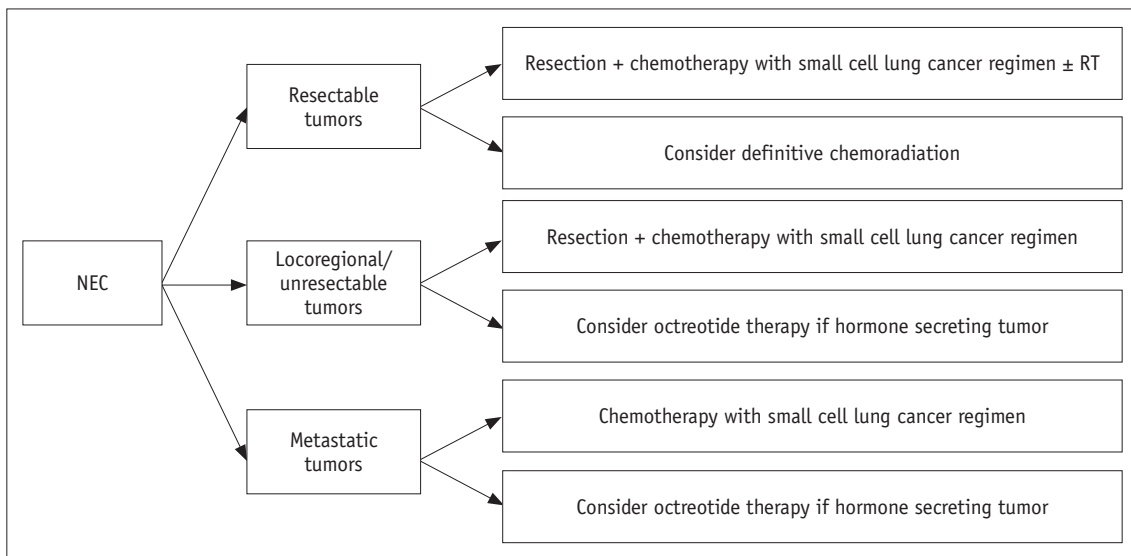 NEC
Resectable
tumors
Resection + chemotherapy with small cell lung cancer regimen ± RT
Consider definitive chemoradiation
Locoregional/
unresectable
tumors
Resection + chemotherapy with small cell lung cancer regimen
Consider octreotide therapy if hormone secreting tumor
Metastatic
tumors
Chemotherapy with small cell lung cancer regimen
Consider octreotide therapy if hormone secreting tumor